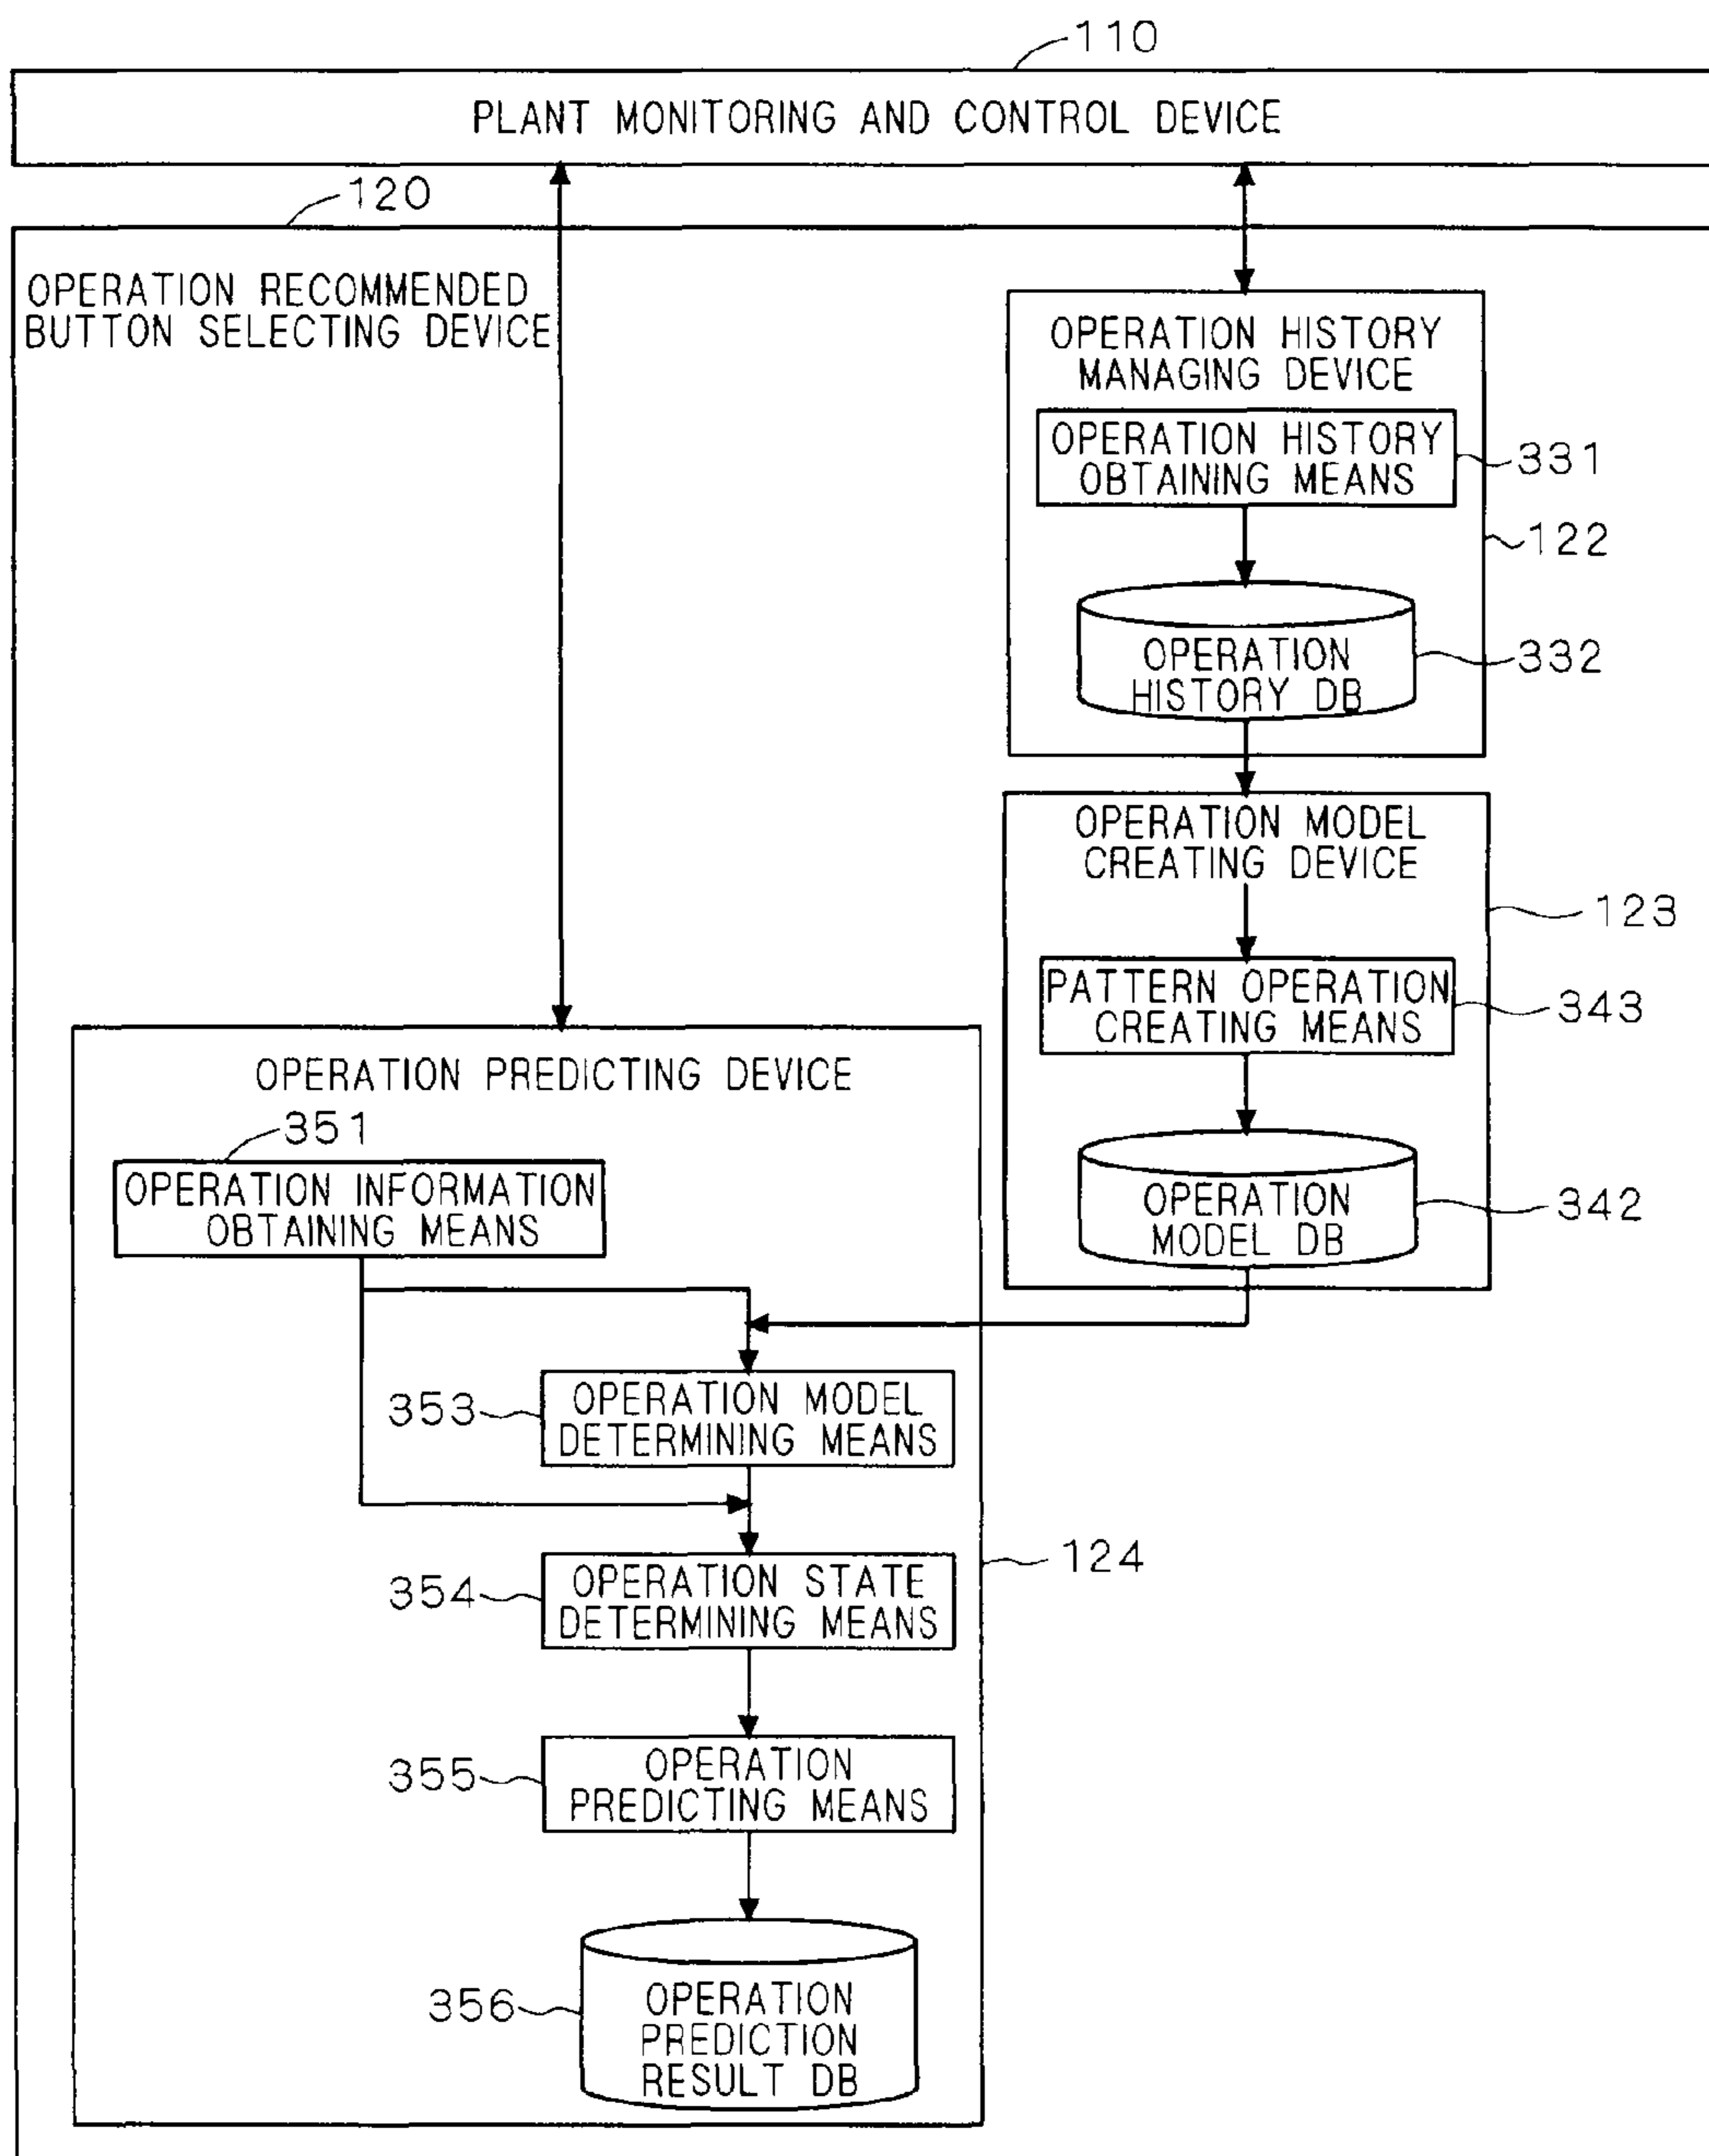 110
PLANT MONITORING AND CONTROL DEVICE
120
OPERATION RECOMMENDED
BUTTON SELECTING DEVICE
OPERATION HISTORY
MANAGING DEVICE
OPERATION HISTORY
OBTAINING MEANS
331
122
OPERATION
HISTORY DB
332
OPERATION MODEL
CREATING DEVICE
123
PATTERN OPERATION
CREATING MEANS
343
OPERATION
MODEL DB
342
OPERATION PREDICTING DEVICE
351
OPERATION INFORMATION
OBTAINING MEANS
353
OPERATION MODEL
DETERMINING MEANS
124
354
OPERATION STATE
DETERMINING MEANS
355
OPERATION
PREDICTING MEANS
356
OPERATION
PREDICTION
RESULT DB